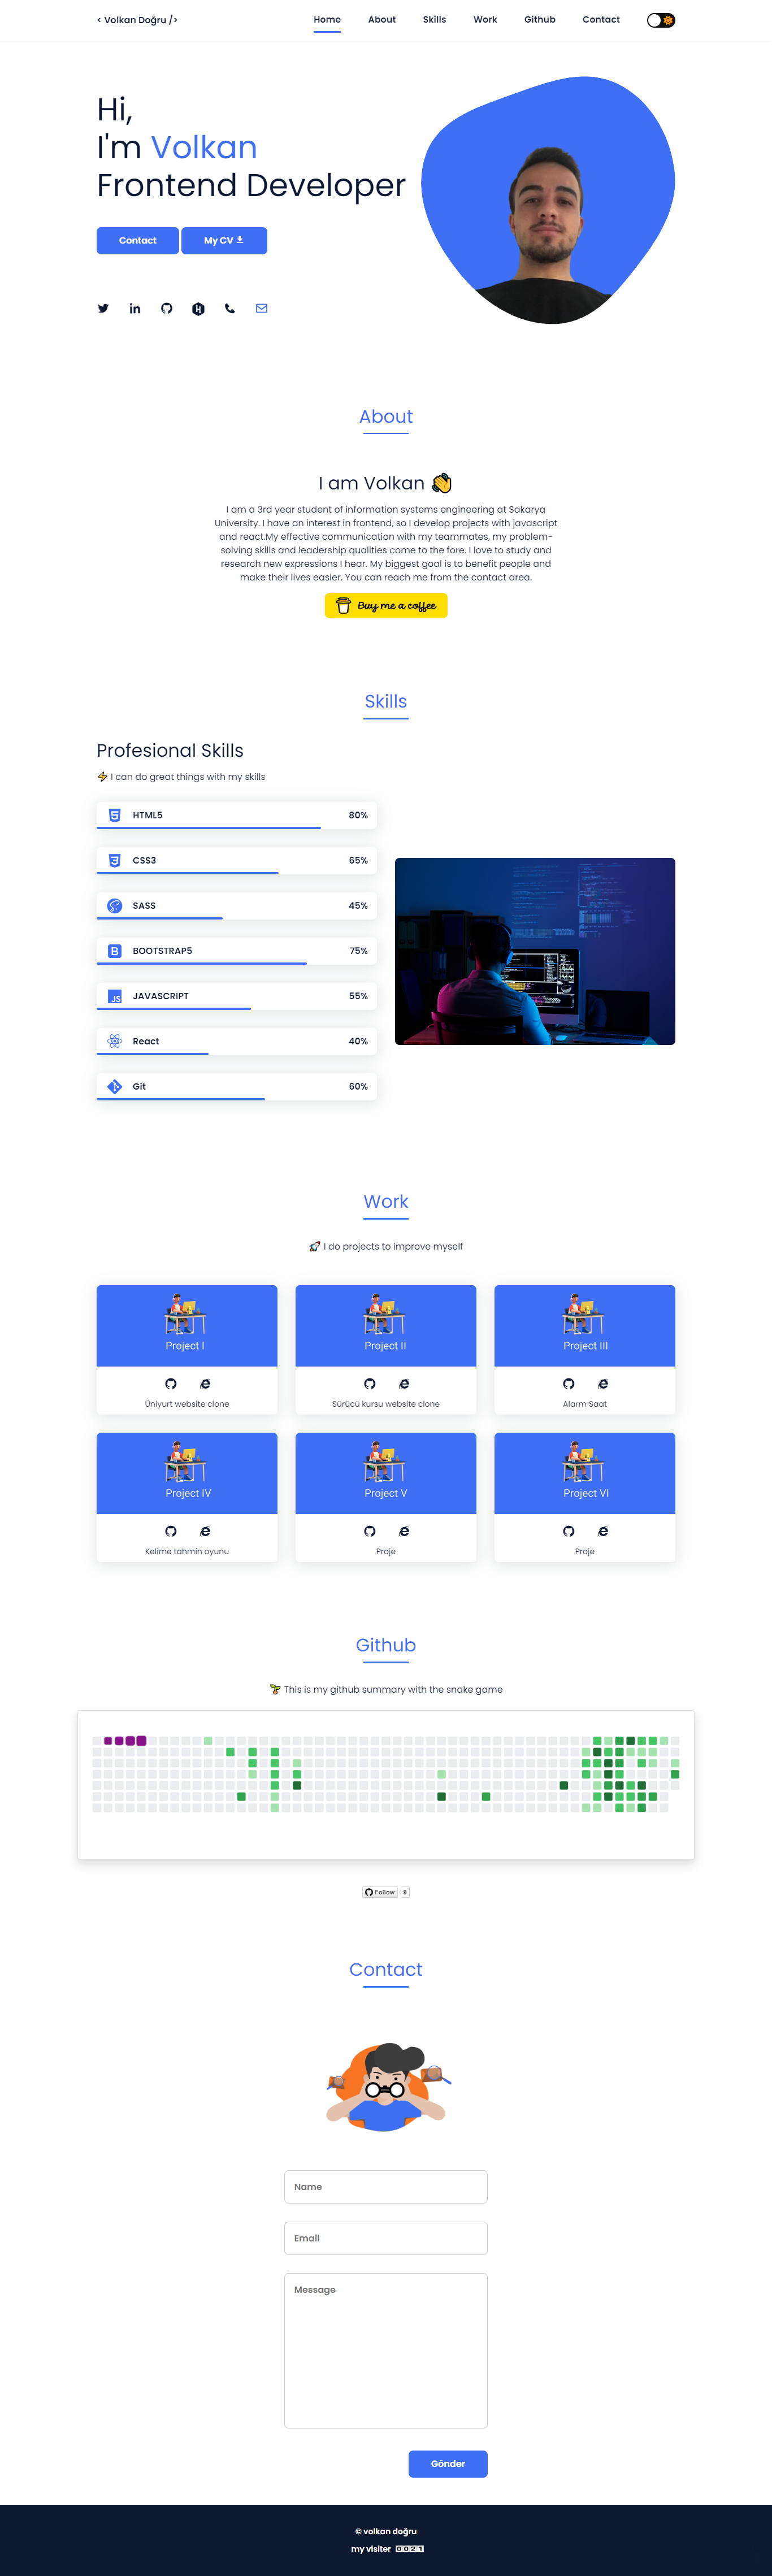 < Volkan Doğru />
Home
About
Skills
Work
Github
Contact
Hi,
I'm Volkan
Frontend Developer
Contact
My CV
About
I am Volkan
I am a 3rd year student of information systems engineering at Sakarya
University. I have an interest in frontend, so I develop projects with javascript
and react.My effective communication with my teammates, my problem-
solving skills and leadership qualities come to the fore. I love to study and
research new expressions I hear. My biggest goal is to benefit people and
make their lives easier. You can reach me from the contact area.
Buy me a coffee
Skills
Profesional Skills
I can do great things with my skills
HTML5 80%
CSS3 65%
SASS 45%
BOOTSTRAP5 75%
JAVASCRIPT 55%
React 40%
Git 60%
Work
I do projects to improve myself
Project I
Üniyurt website clone
Project II
Sürücü kursu website clone
Project III
Alarm Saat
Project IV
Kelime tahmin oyunu
Project V
Proje
Project VI
Proje
Github
This is my github summary with the snake game
Follow 9
Contact
Name
Email
Message
Gönder
© volkan doğru
my visiter 0021